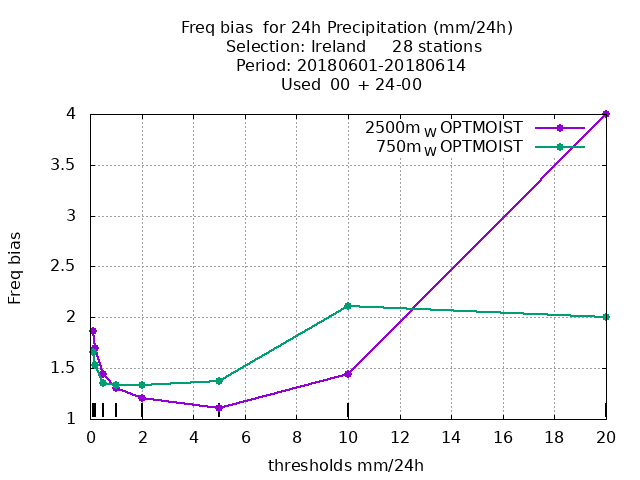 Freq bias  for 24h Precipitation (mm/24h)
Selection: Ireland     28 stations
Period: 20180601-20180614
Used  00 + 24-00
2500m W OPTMOIST
750m W OPTMOIST
Freq bias
4
3.5
3
2.5
2
1.5
1
0 2 4 6 8 10 12 14 16 18 20
thresholds mm/24h